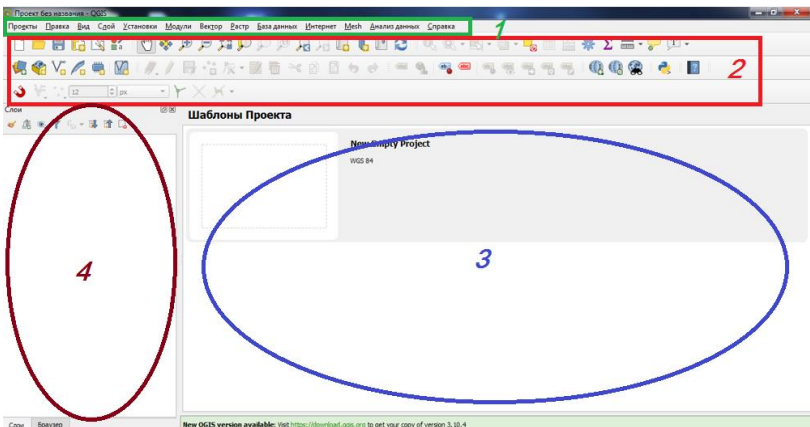 Проект без названия - QGIS
Проекты Правка Вид Слой Установки Модули Вектор Растр База данных Интернет Mesh Анализ данных Справка
1
2
12 px
Слои
Шаблоны Проекта
New Empty Project
WGS 84
3
4
Слои Браузер
New QGIS version available: Visit https://download.qgis.org to get your copy of version 3.10.4